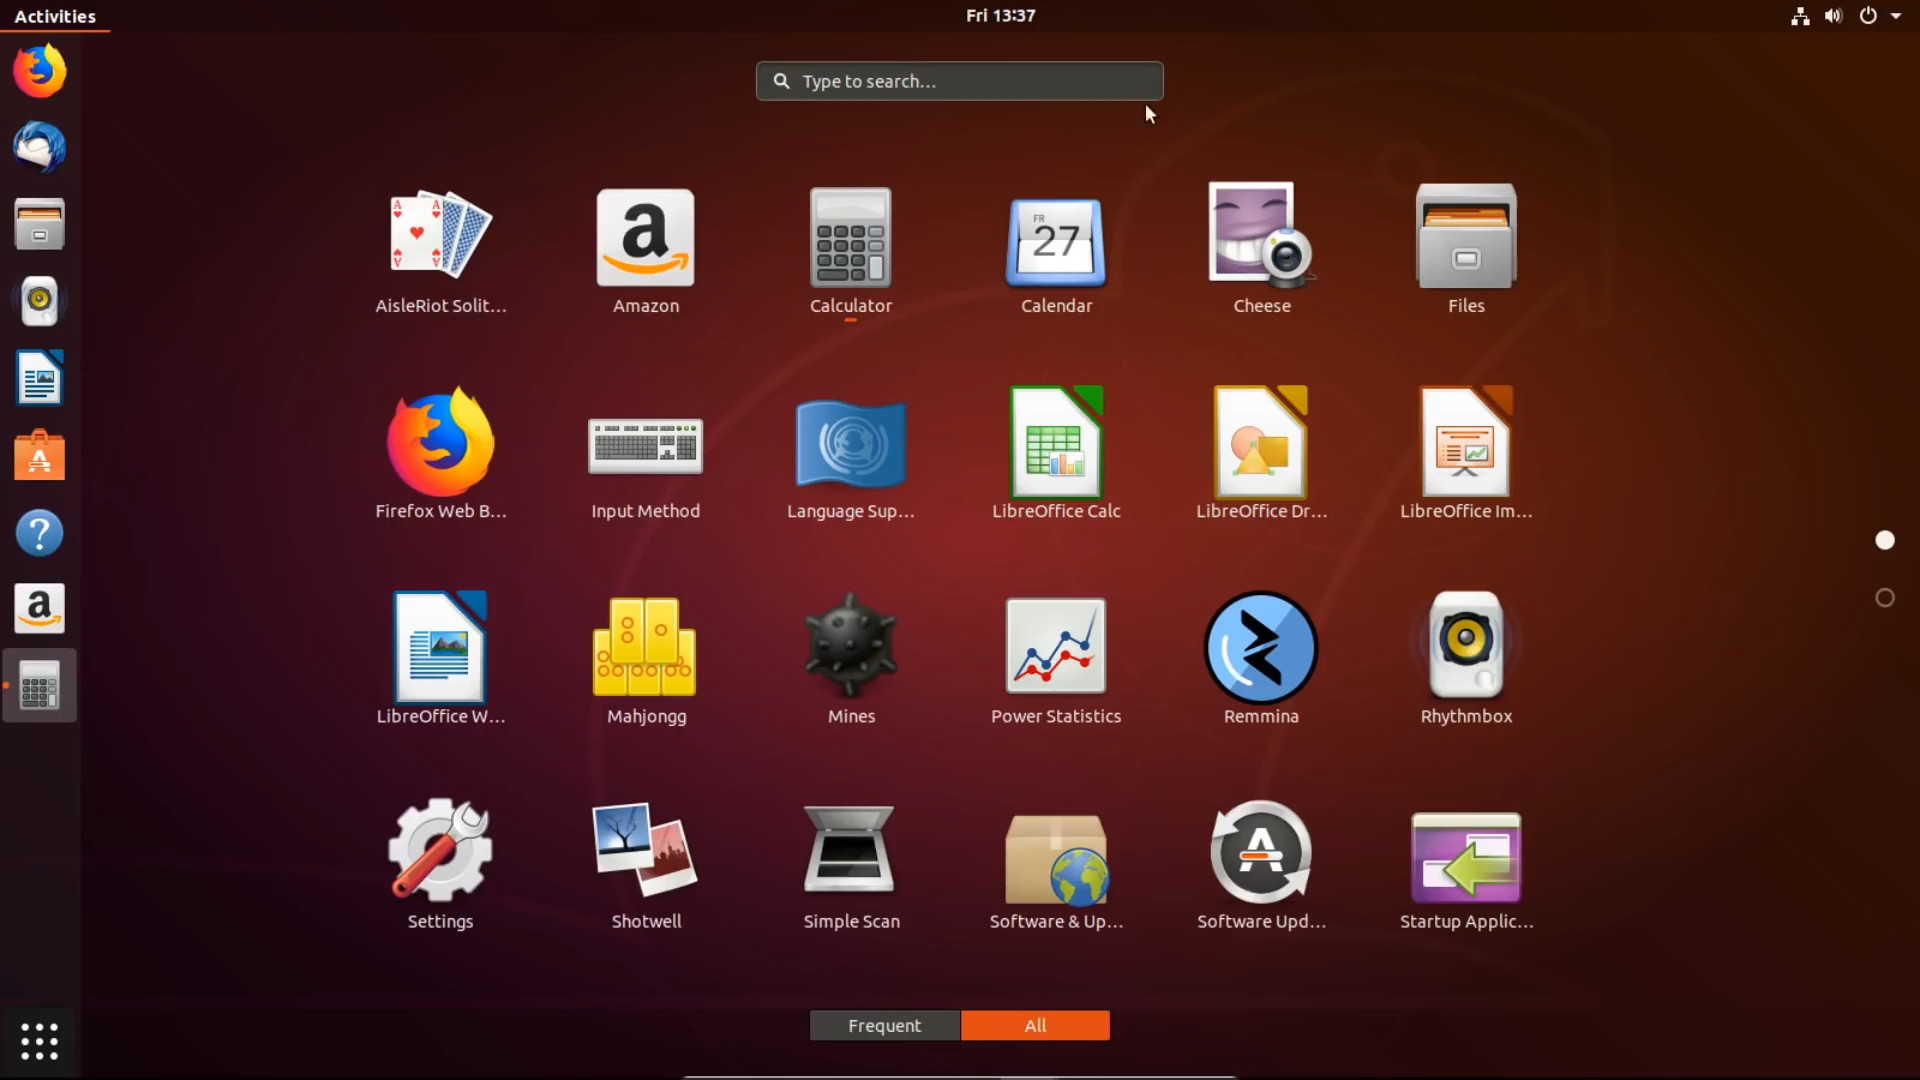 Activities
Fri 13:37
Type to search...
AisleRiot Solit...
Amazon
Calculator
FR
27
Calendar
Cheese
Files
Firefox Web B...
Input Method
Language Sup...
LibreOffice Calc
LibreOffice Dr...
LibreOffice Im...
LibreOffice W...
Mahjongg
Mines
Power Statistics
Remmina
Rhythmbox
Settings
Shotwell
Simple Scan
Software & Up...
Software Upd...
Startup Applic...
Frequent
All